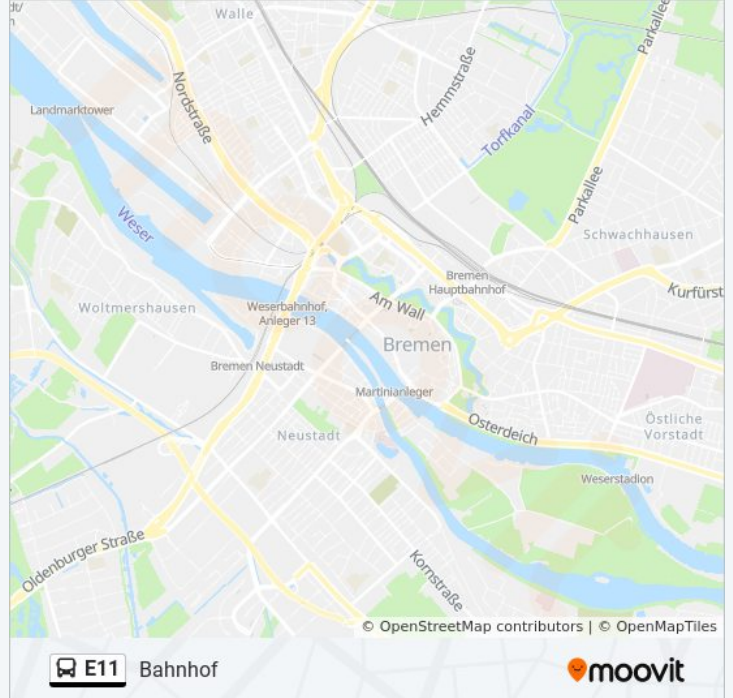 Walle
Parkallee
Hemmstraße
Nordstraße
Landmarktower
Torfkanal
Parkallee
Weser
Schwachhausen
Bremen
Hauptbahnhof
Kurfürst
Woltmershausen
Weserbahnhof,
Anleger 13
Am Wall
Bremen
Bremen Neustadt
Martinianleger
Osterdeich
Östliche
Vorstadt
Neustadt
Weserstadion
Oldenburger Straße
Kornstraße
© OpenStreetMap contributors | © OpenMapTiles
E11 Bahnhof
moovit